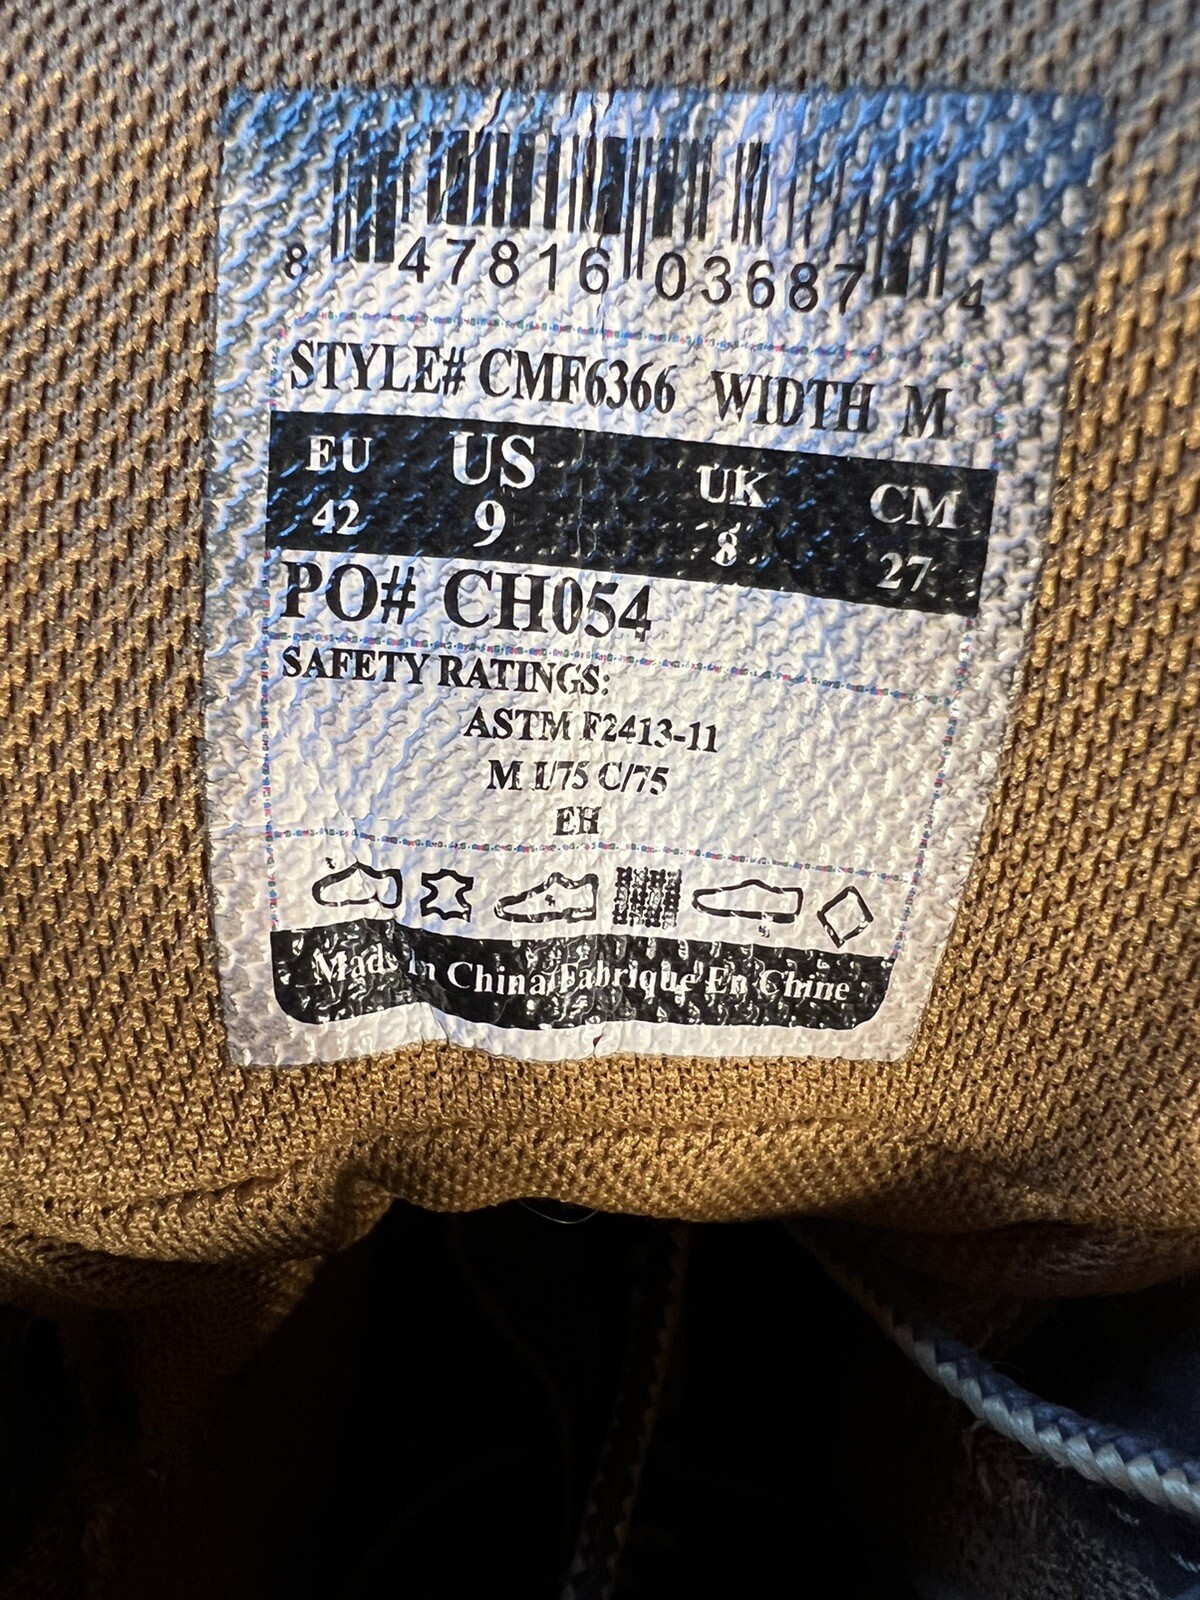 8 47816 03687 4
STYLE# CMF6366 WIDTH M
EU US UK CM
42 9 8 27
PO# CH054
SAFETY RATINGS:
ASTM F2413-11
M I/75 C/75
EH
Made In China/Fabrique En Chine